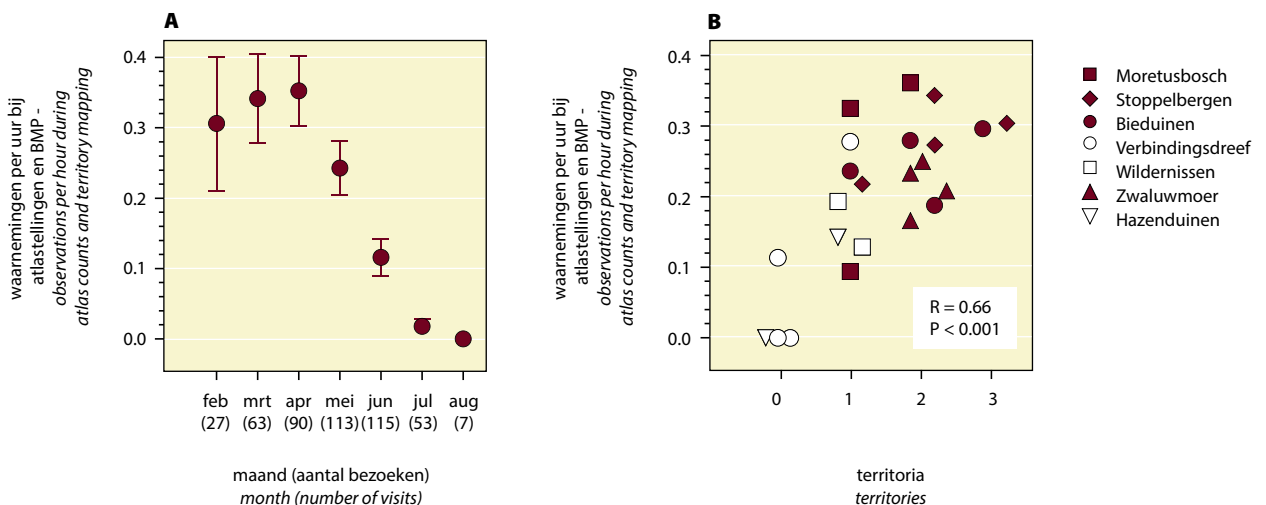 A
waarnemingen per uur bij
atlastellingen en BMP -
observations per hour during
atlas counts and territory mapping
0.4
0.3
0.2
0.1
0.0
feb mrt apr mei jun jul aug
(27) (63) (90) (113) (115) (53) (7)
maand (aantal bezoeken)
month (number of visits)
B
waarnemingen per uur bij
atlastellingen en BMP -
observations per hour during
atlas counts and territory mapping
0.4
0.3
0.2
0.1
0.0
R = 0.66
P < 0.001
0 1 2 3
territoria
territories
Moretusbosch
Stoppelbergen
Bieduinen
Verbindingsdreef
Wildernissen
Zwaluwmoer
Hazenduinen